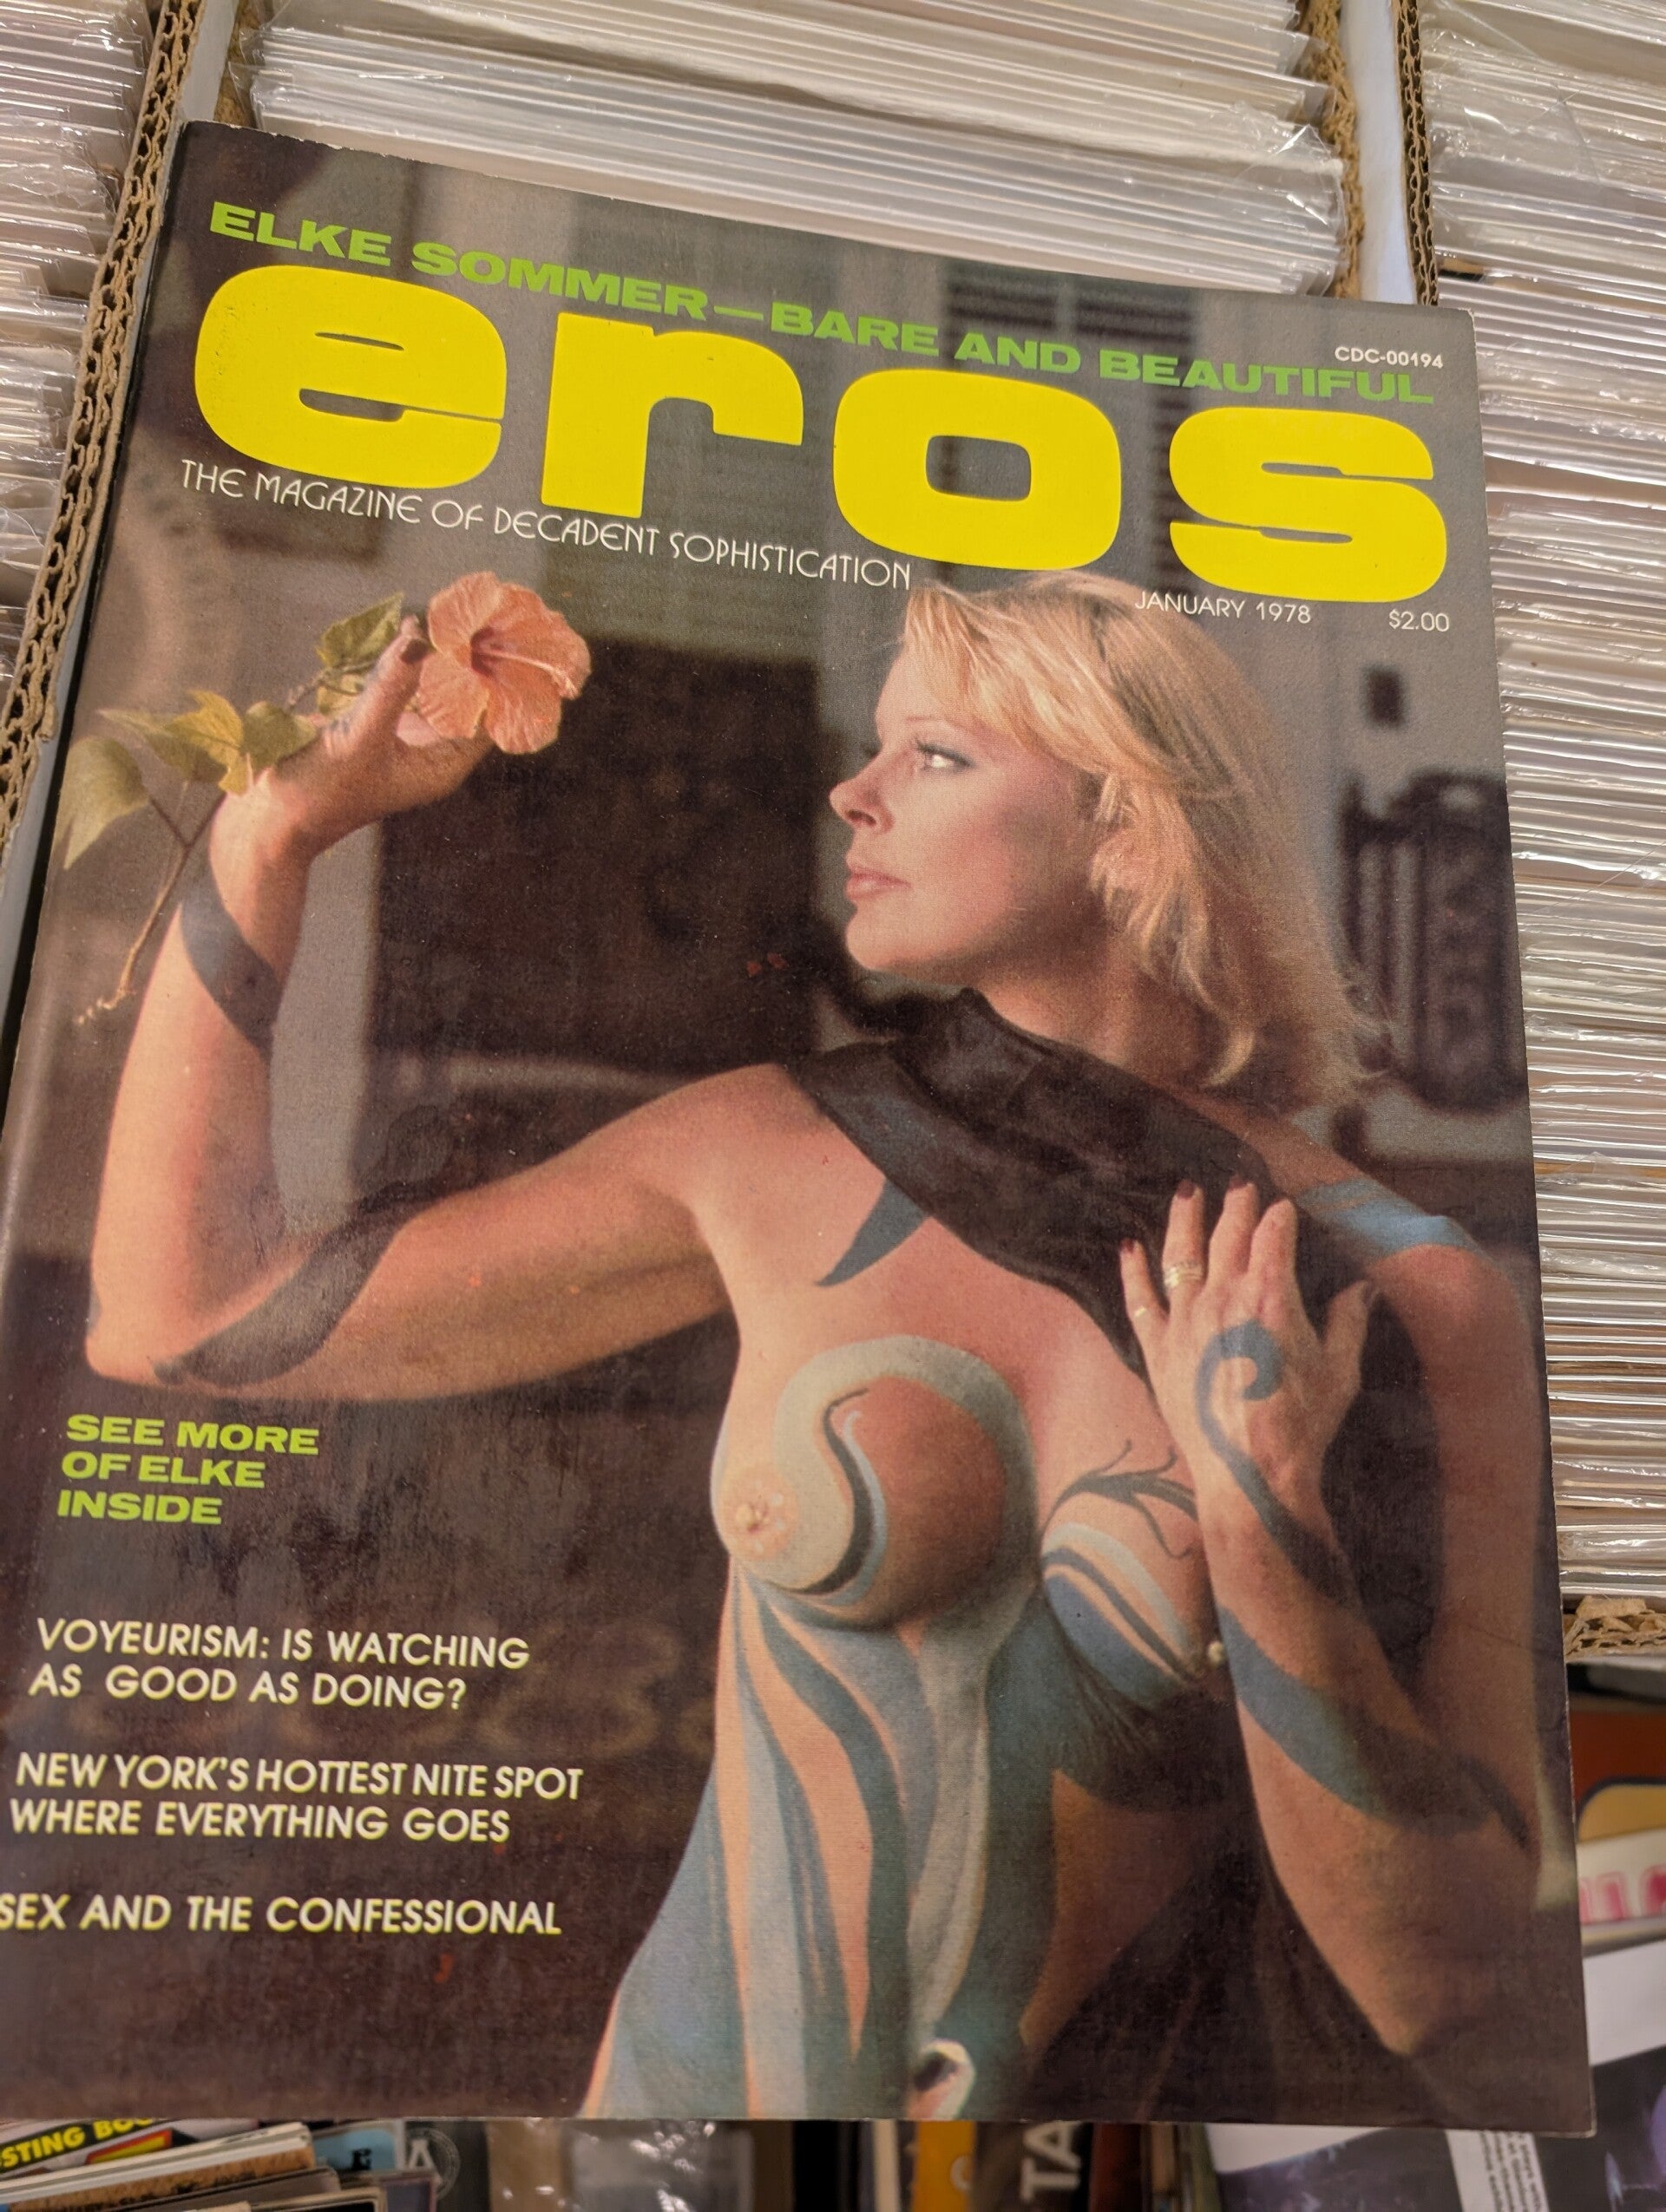 ELKE SOMMER—BARE AND BEAUTIFUL
CDC-00194
eros
THE MAGAZINE OF DECADENT SOPHISTICATION
JANUARY 1978 $2.00
SEE MORE
OF ELKE
INSIDE
VOYEURISM: IS WATCHING
AS GOOD AS DOING?
NEW YORK'S HOTTEST NITE SPOT
WHERE EVERYTHING GOES
SEX AND THE CONFESSIONAL